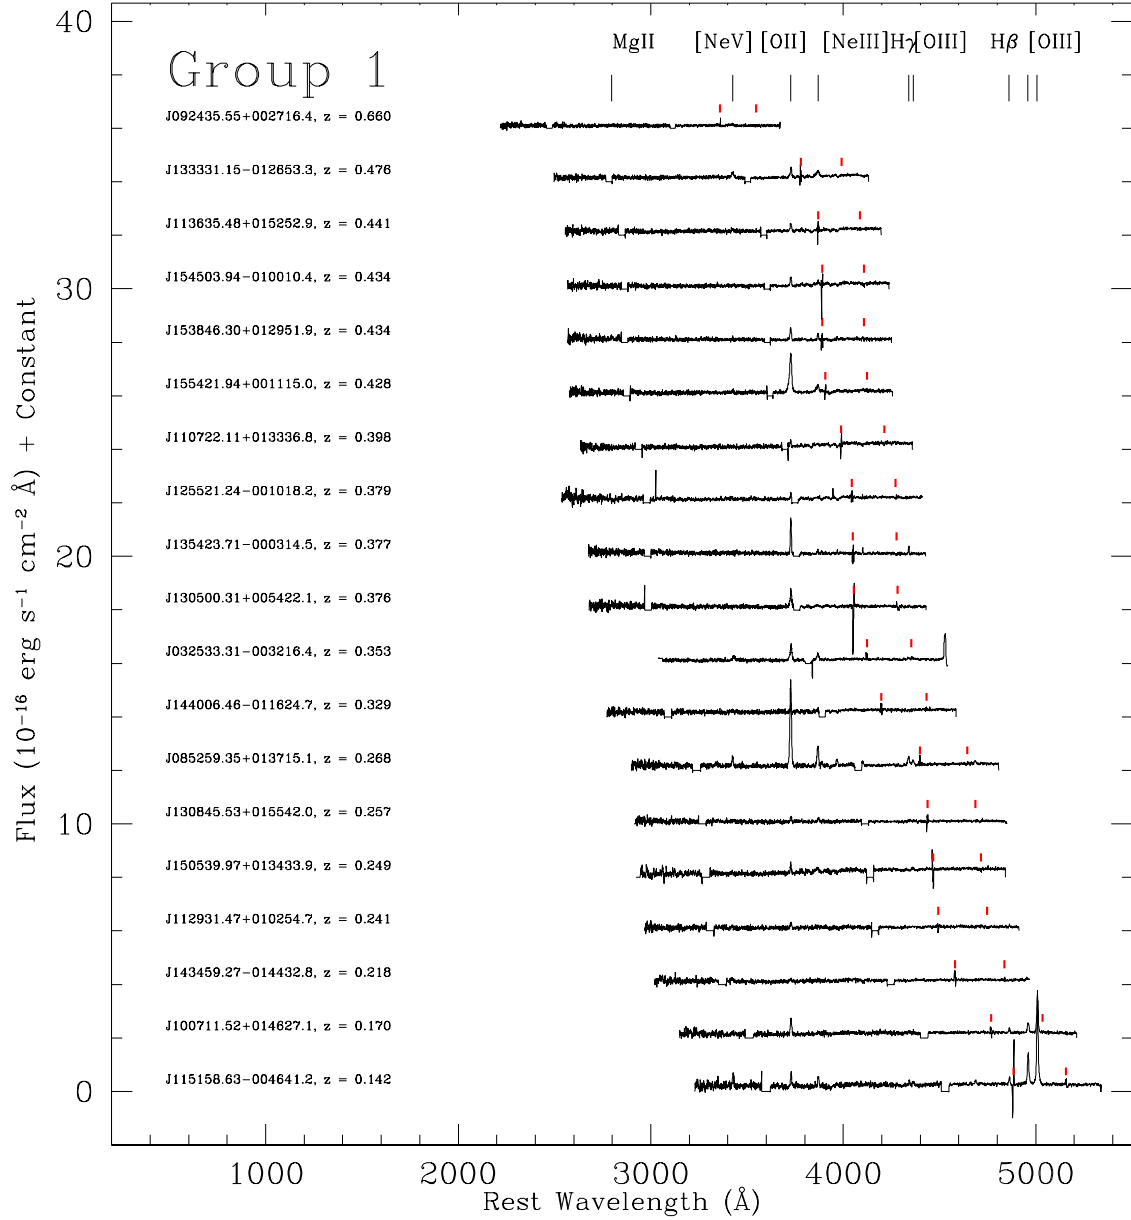 40
MgII [NeV] [OII] [NeIII] Hγ [OIII] Hβ [OIII]
Group 1
J092435.55+002716.4, z = 0.660
J133331.15-012653.3, z = 0.476
J113635.48+015252.9, z = 0.441
J154503.94-010010.4, z = 0.434
30
J153846.30+012951.9, z = 0.434
J155421.94+001115.0, z = 0.428
J110722.11+013336.8, z = 0.398
J125521.24-001018.2, z = 0.379
J135423.71-000314.5, z = 0.377
20
J130500.31+005422.1, z = 0.376
J032533.31-003216.4, z = 0.353
J144006.46-011624.7, z = 0.329
J085259.35+013715.1, z = 0.268
J130845.53+015542.0, z = 0.257
10
J150539.97+013433.9, z = 0.249
J112931.47+010254.7, z = 0.241
J143459.27-014432.8, z = 0.218
J100711.52+014627.1, z = 0.170
J115158.63-004641.2, z = 0.142
0
Flux (10⁻¹⁶ erg s⁻¹ cm⁻² Å) + Constant
1000 2000 3000 4000 5000
Rest Wavelength (Å)